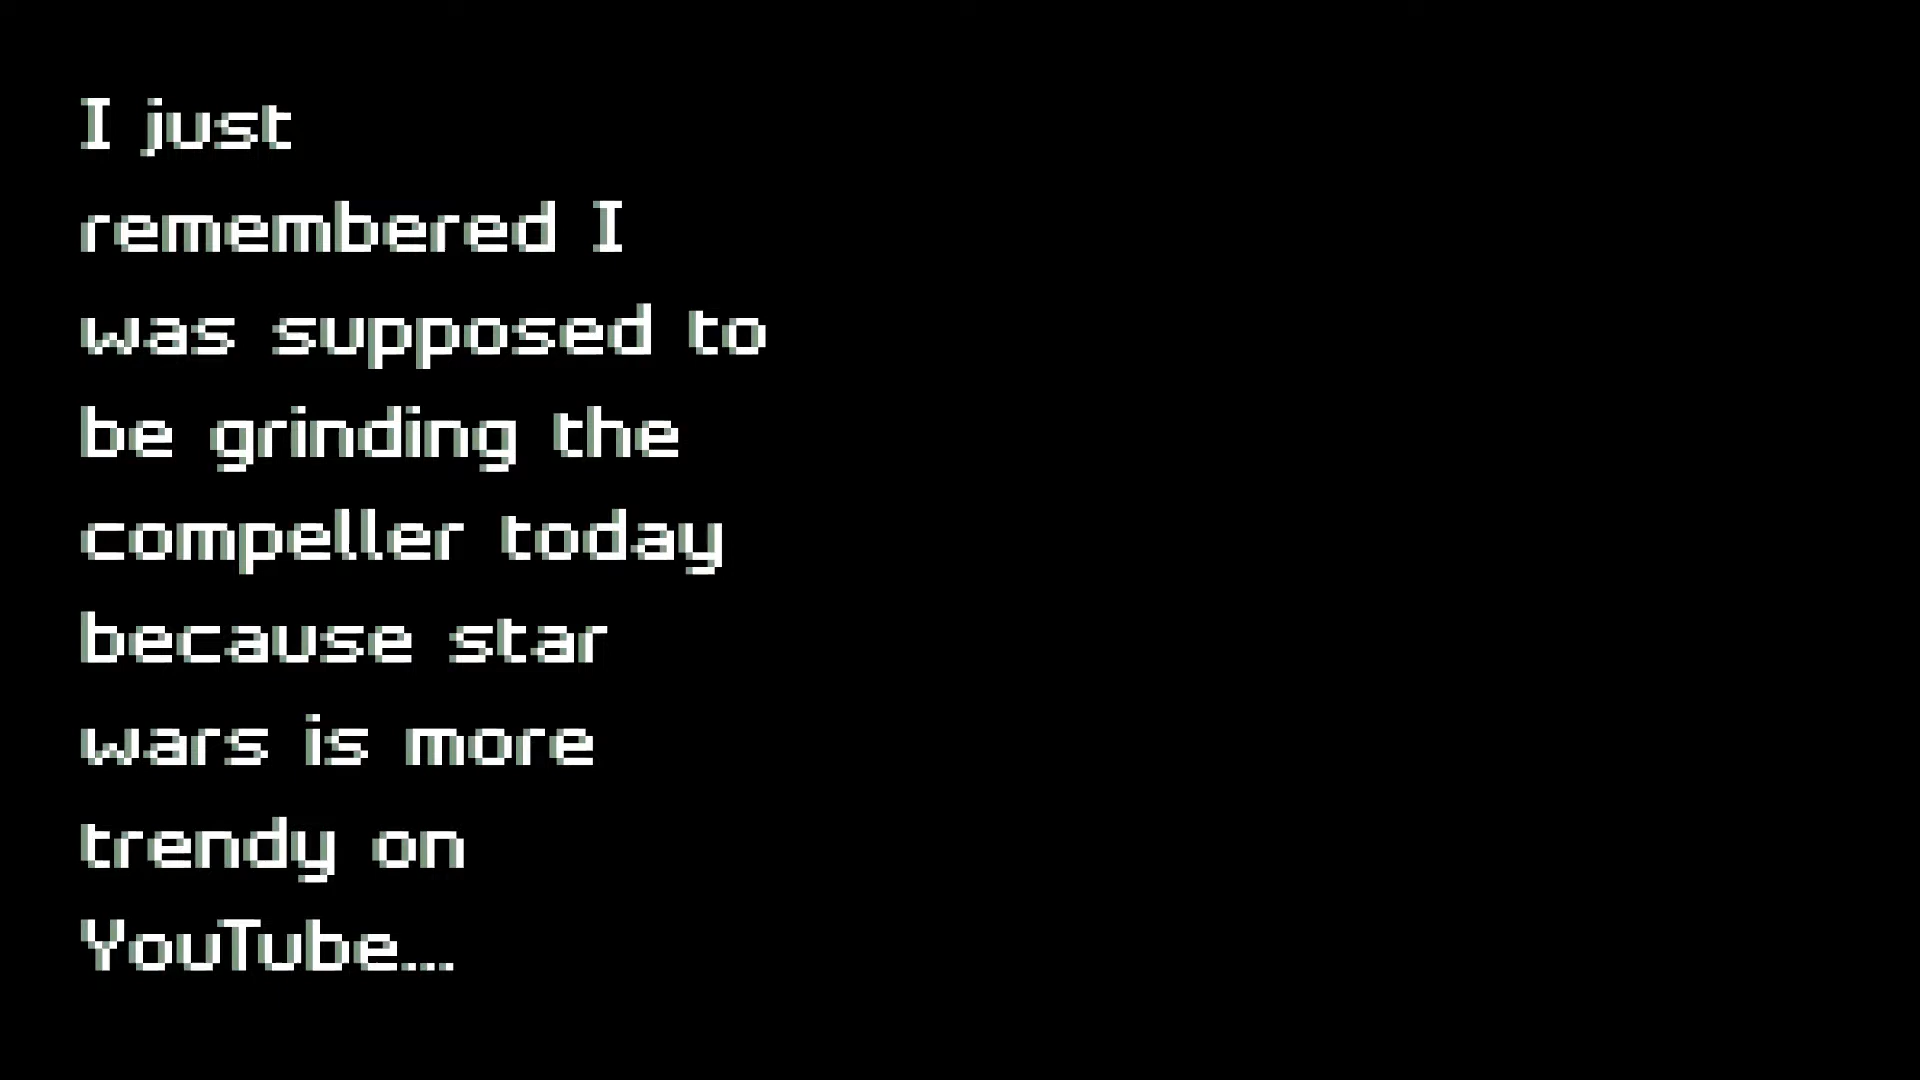 I just
remembered I
was supposed to
be grinding the
compeller today
because star
wars is more
trendy on
YouTube...